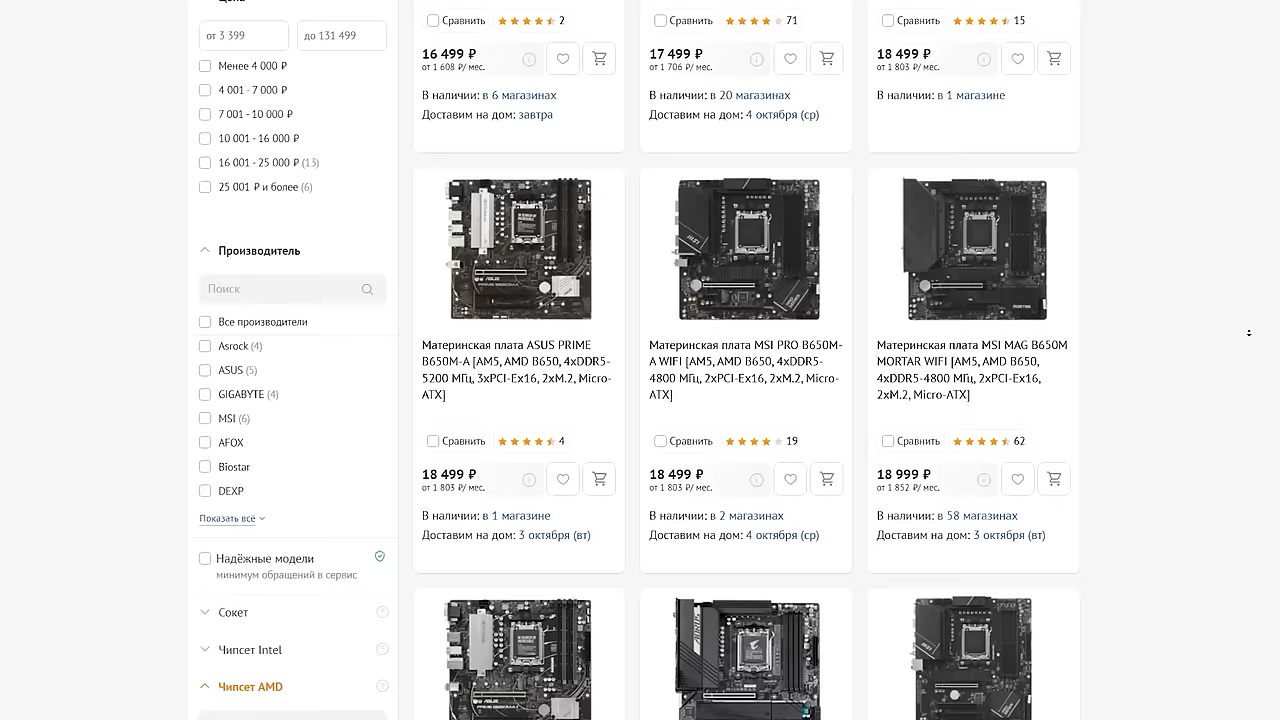 Цена
от 3 399
до 131 499
Менее 4 000 ₽
4 001 - 7 000 ₽
7 001 - 10 000 ₽
10 001 - 16 000 ₽
16 001 - 25 000 ₽ (13)
25 001 ₽ и более (6)
Производитель
Поиск
Все производители
Asrock (4)
ASUS (5)
GIGABYTE (4)
MSI (6)
AFOX
Biostar
DEXP
Показать всё
Надёжные модели
минимум обращений в сервис
Сокет
Чипсет Intel
Чипсет AMD
Сравнить 2
16 499 ₽
от 1 608 ₽/ мес.
В наличии: в 6 магазинах
Доставим на дом: завтра
Сравнить 71
17 499 ₽
от 1 706 ₽/ мес.
В наличии: в 20 магазинах
Доставим на дом: 4 октября (ср)
Сравнить 15
18 499 ₽
от 1 803 ₽/ мес.
В наличии: в 1 магазине
Материнская плата ASUS PRIME
B650M-A [AM5, AMD B650, 4xDDR5-
5200 МГц, 3xPCI-Ex16, 2xM.2, Micro-
ATX]
Сравнить 4
18 499 ₽
от 1 803 ₽/ мес.
В наличии: в 1 магазине
Доставим на дом: 3 октября (вт)
Материнская плата MSI PRO B650M-
A WIFI [AM5, AMD B650, 4xDDR5-
4800 МГц, 2xPCI-Ex16, 2xM.2, Micro-
ATX]
Сравнить 19
18 499 ₽
от 1 803 ₽/ мес.
В наличии: в 2 магазинах
Доставим на дом: 4 октября (ср)
Материнская плата MSI MAG B650M
MORTAR WIFI [AM5, AMD B650,
4xDDR5-4800 МГц, 2xPCI-Ex16,
2xM.2, Micro-ATX]
Сравнить 62
18 999 ₽
от 1 852 ₽/ мес.
В наличии: в 58 магазинах
Доставим на дом: 3 октября (вт)